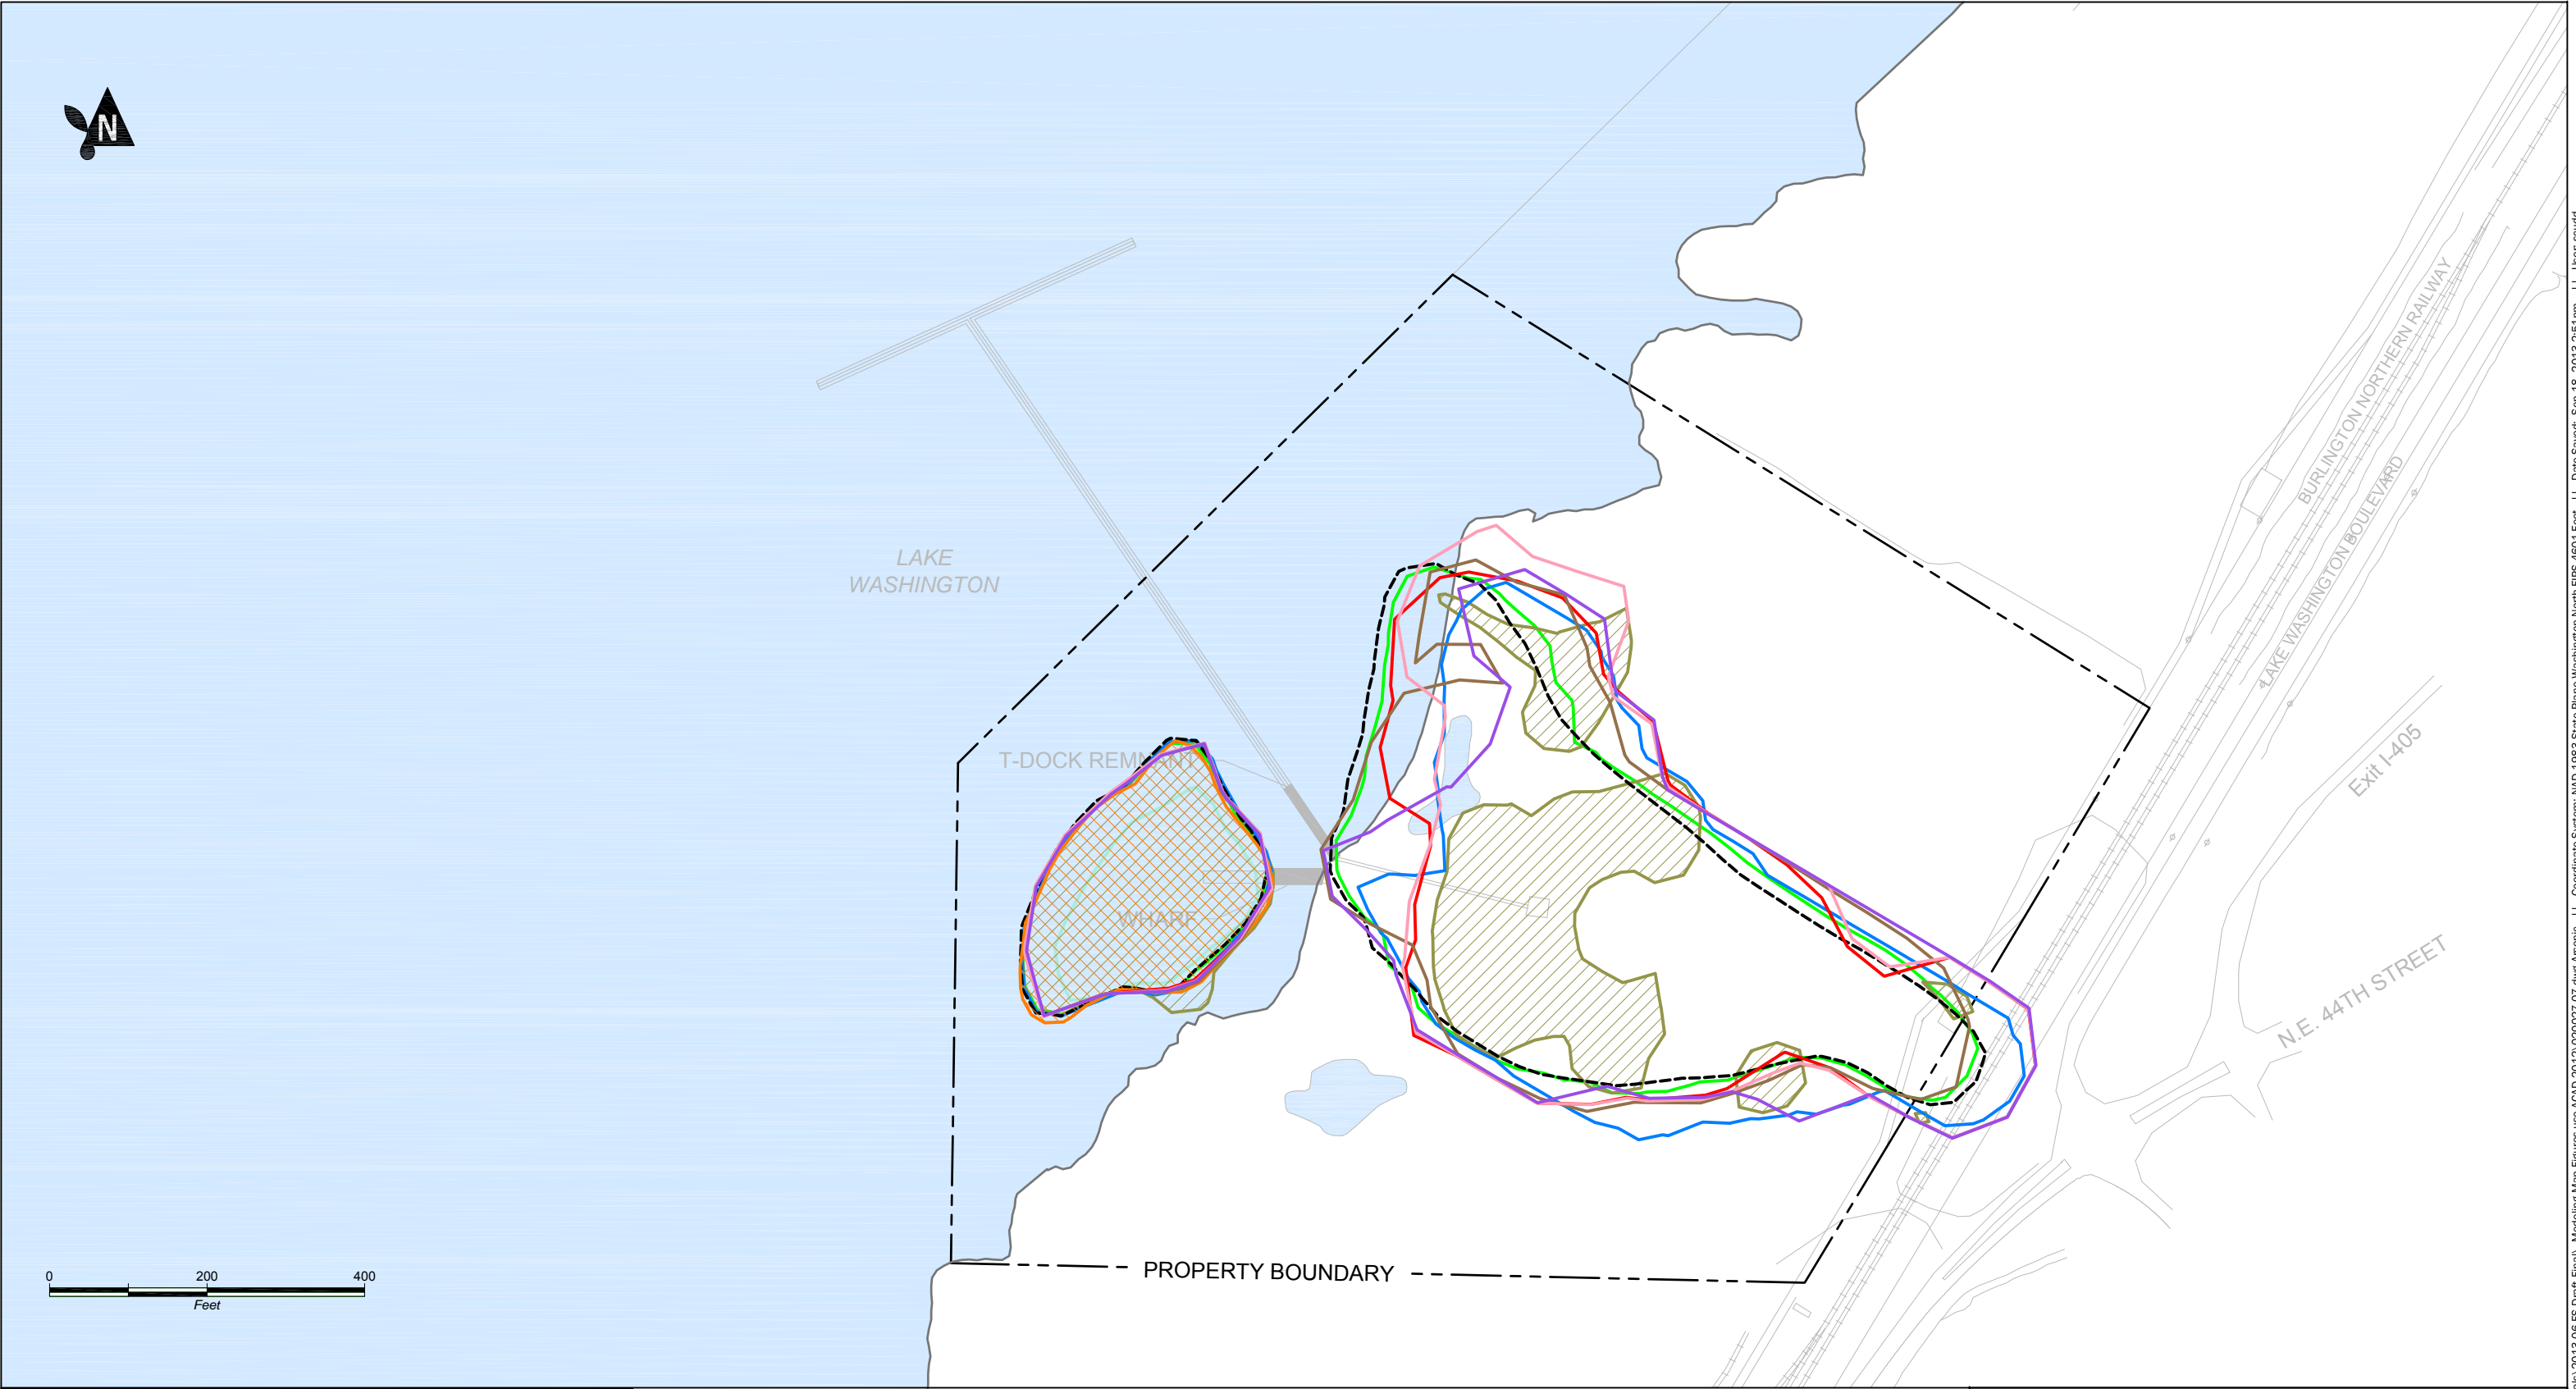 N
LAKE
WASHINGTON
T-DOCK REMNANT
WHARF
BURLINGTON NORTHERN RAILWAY
LAKE WASHINGTON BOULEVARD
Exit I-405
N.E. 44TH STREET
PROPERTY BOUNDARY
0 200 400
Feet